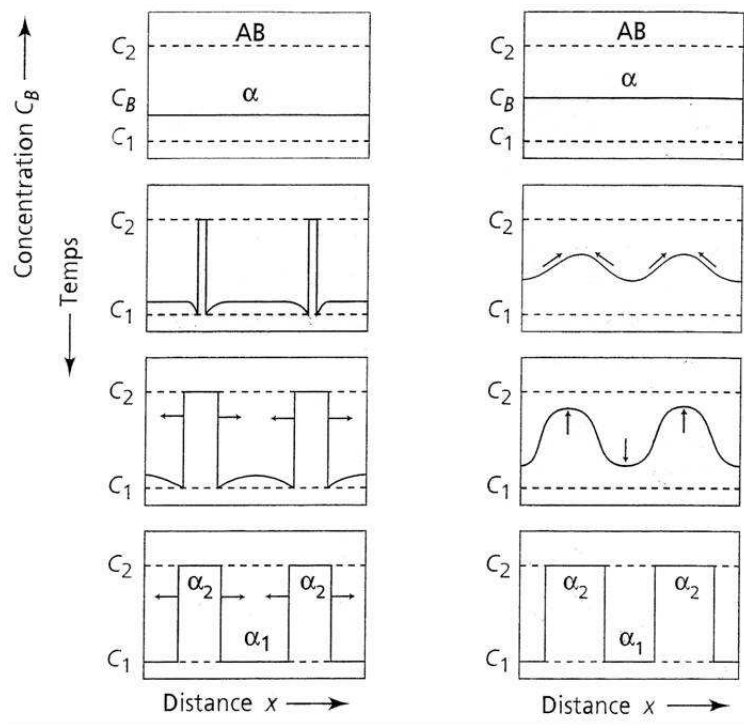 Concentration C_B
Temps
AB
C₂
C_B
α
C₁
C₂
C₁
C₂
C₁
C₂
α₂
α₂
α₁
C₁
Distance x
AB
C₂
C_B
α
C₁
C₂
C₁
C₂
C₁
C₂
α₂
α₂
α₁
C₁
Distance x